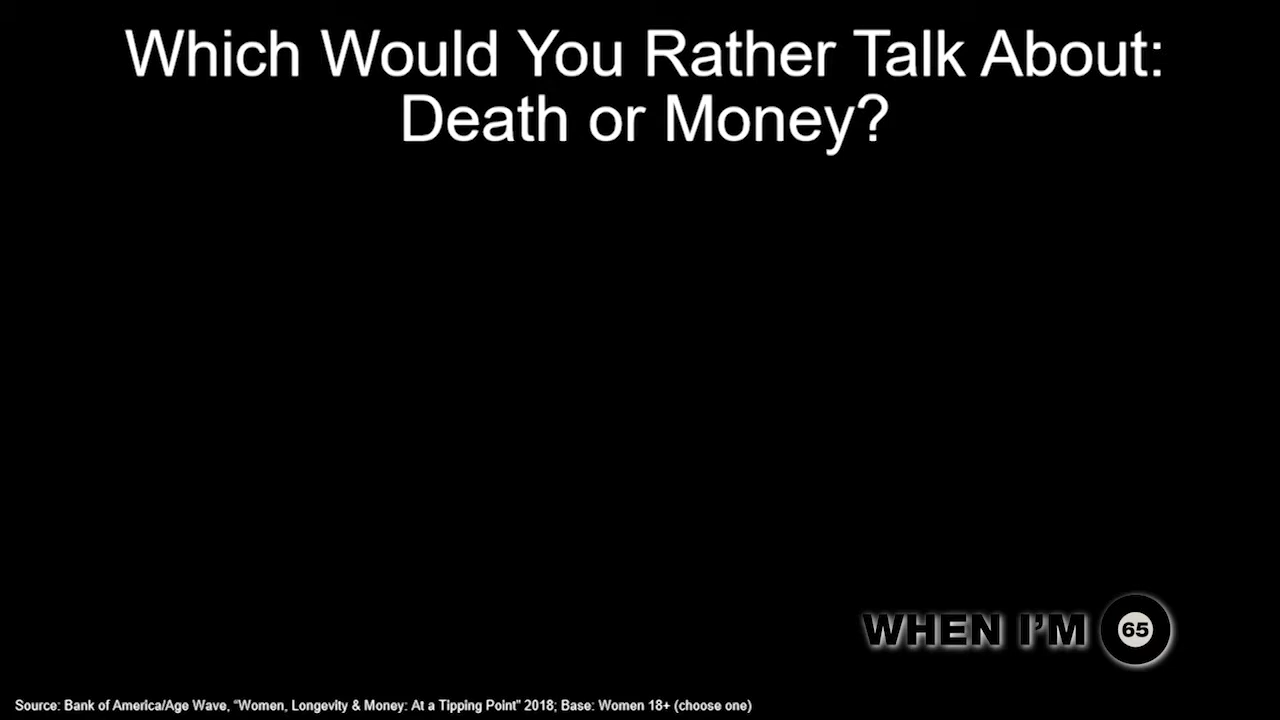 Which Would You Rather Talk About:
Death or Money?
WHEN I'M 65
Source: Bank of America/Age Wave, "Women, Longevity & Money: At a Tipping Point" 2018; Base: Women 18+ (choose one)